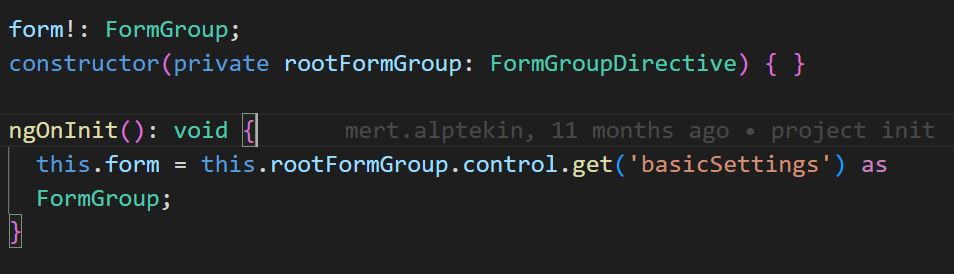 form!: FormGroup;
constructor(private rootFormGroup: FormGroupDirective) { }
ngOnInit(): void { mert.alptekin, 11 months ago • project init
this.form = this.rootFormGroup.control.get('basicSettings') as
FormGroup;
}